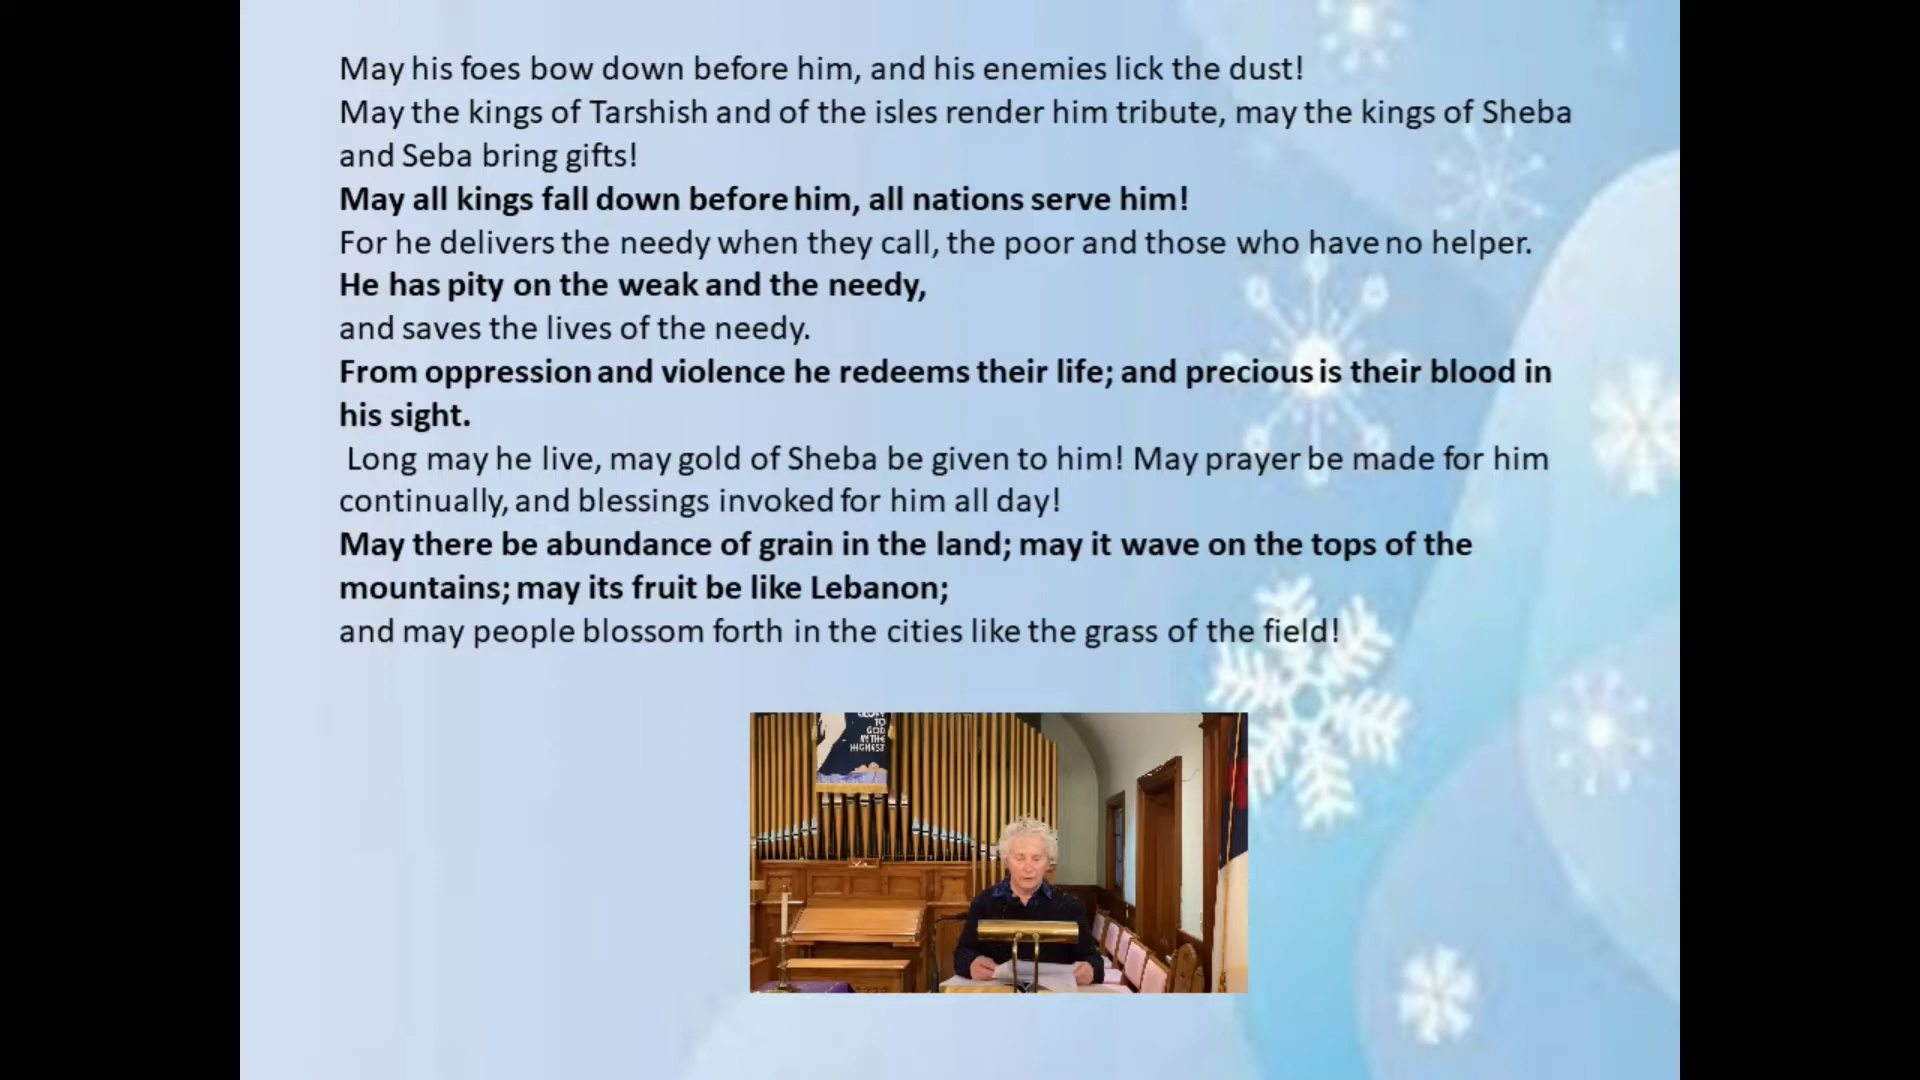 May his foes bow down before him, and his enemies lick the dust!
May the kings of Tarshish and of the isles render him tribute, may the kings of Sheba
and Seba bring gifts!
May all kings fall down before him, all nations serve him!
For he delivers the needy when they call, the poor and those who have no helper.
He has pity on the weak and the needy,
and saves the lives of the needy.
From oppression and violence he redeems their life; and precious is their blood in
his sight.
Long may he live, may gold of Sheba be given to him! May prayer be made for him
continually, and blessings invoked for him all day!
May there be abundance of grain in the land; may it wave on the tops of the
mountains; may its fruit be like Lebanon;
and may people blossom forth in the cities like the grass of the field!
GLORY
TO
GOD
IN THE
HIGHEST